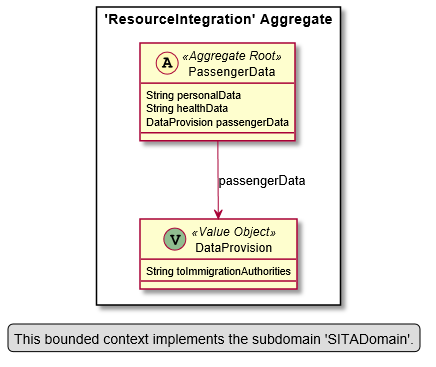 'ResourceIntegration' Aggregate
A
«Aggregate Root»
PassengerData
String personalData
String healthData
DataProvision passengerData
passengerData
V
«Value Object»
DataProvision
String toImmigrationAuthorities
This bounded context implements the subdomain 'SITADomain'.